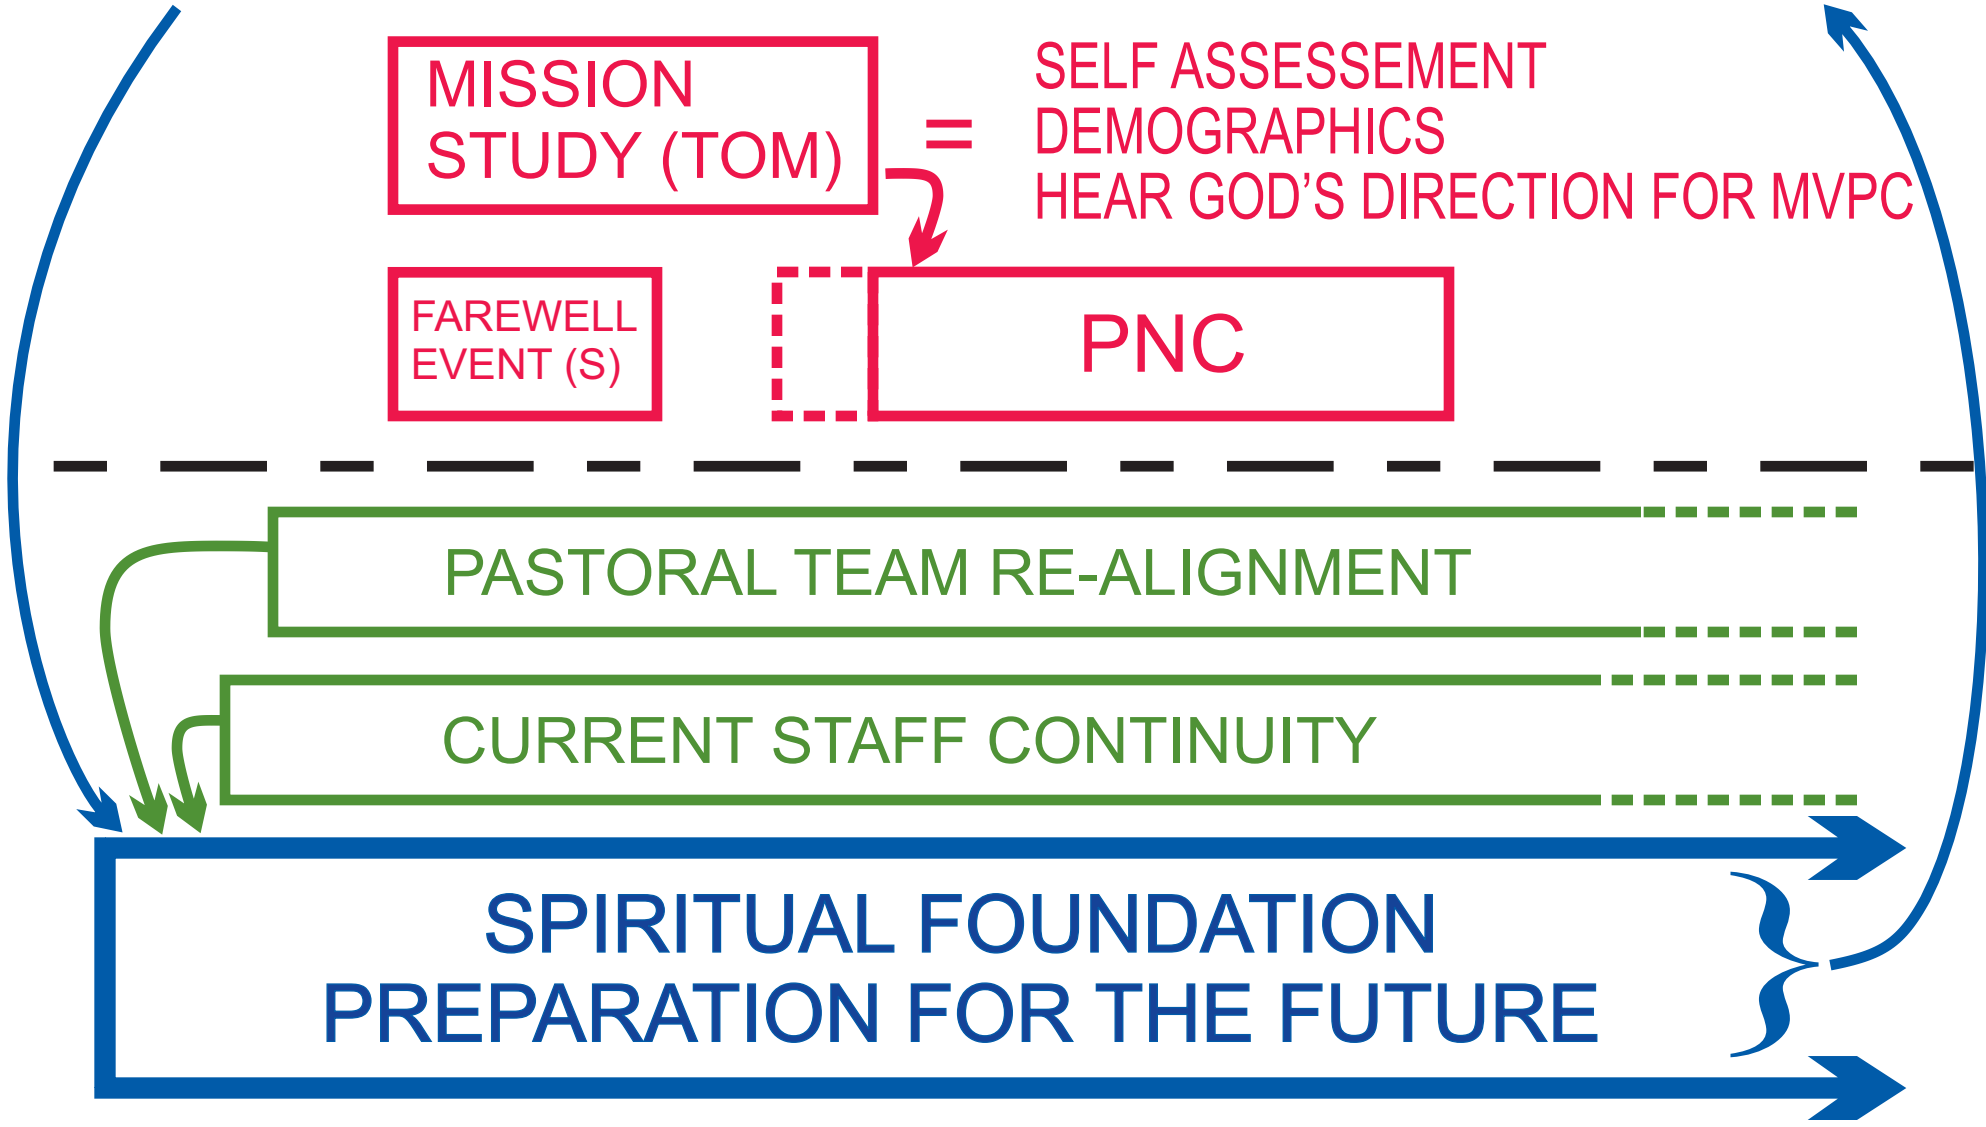 MISSION
STUDY (TOM)
=
SELF ASSESSEMENT
DEMOGRAPHICS
HEAR GOD’S DIRECTION FOR MVPC
FAREWELL
EVENT (S)
PNC
PASTORAL TEAM RE-ALIGNMENT
CURRENT STAFF CONTINUITY
SPIRITUAL FOUNDATION
PREPARATION FOR THE FUTURE